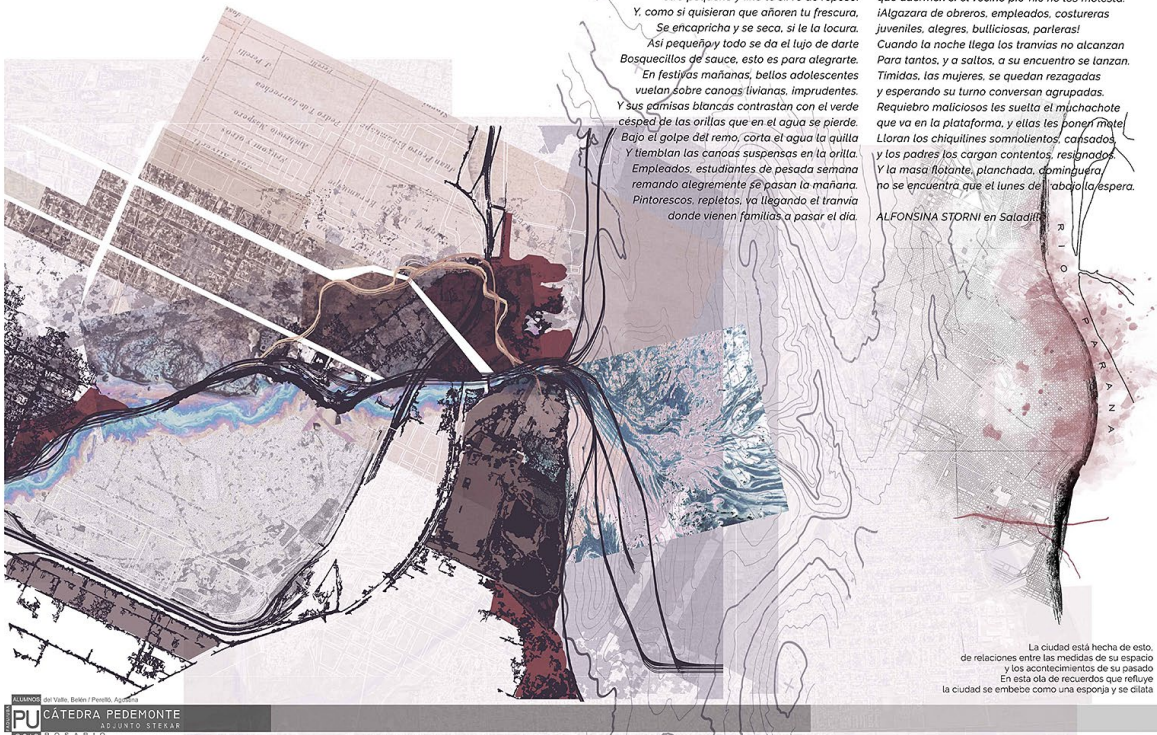 Y, como si quisieran que añoren tu frescura,
Se encapricha y se seca, si le la locura.
Así pequeño y todo se da el lujo de darte
Bosquecillos de sauce, esto es para alegrarte.
En festivas mañanas, bellos adolescentes
vuelan sobre canoas livianas, imprudentes.
Y sus camisas blancas contrastan con el verde
césped de las orillas que en el agua se pierde.
Bajo el golpe del remo, corta el agua la quilla
Y tiemblan las canoas suspensas en la orilla.
Empleados, estudiantes de pesada semana
remando alegremente se pasan la mañana.
Pintorescos, repletos, va llegando el tranvía
donde vienen familias a pasar el día.
¡Algazara de obreros, empleados, costureras
juveniles, alegres, bulliciosas, parleras!
Cuando la noche llega los tranvías no alcanzan
Para tantos, y a saltos, a su encuentro se lanzan.
Tímidas, las mujeres, se quedan rezagadas
y esperando su turno conversan agrupadas.
Requiebro maliciosos les suelta el muchachote
que va en la plataforma, y ellas les ponen mote
Lloran los chiquilines somnolientos, cansados,
y los padres los cargan contentos, resignados.
Y la masa flotante, planchada, dominguera,
no se encuentra que el lunes del rabajo la espera.
ALFONSINA STORNI en Saladillo
RIO PARANA
La ciudad está hecha de esto,
de relaciones entre las medidas de su espacio
y los acontecimientos de su pasado
En esta ola de recuerdos que refluye
la ciudad se embebe como una esponja y se dilata
ALUMNOS del Valle, Belén / Perelló, Agostina
PU CÁTEDRA PEDEMONTE
ADJUNTO STEKAR